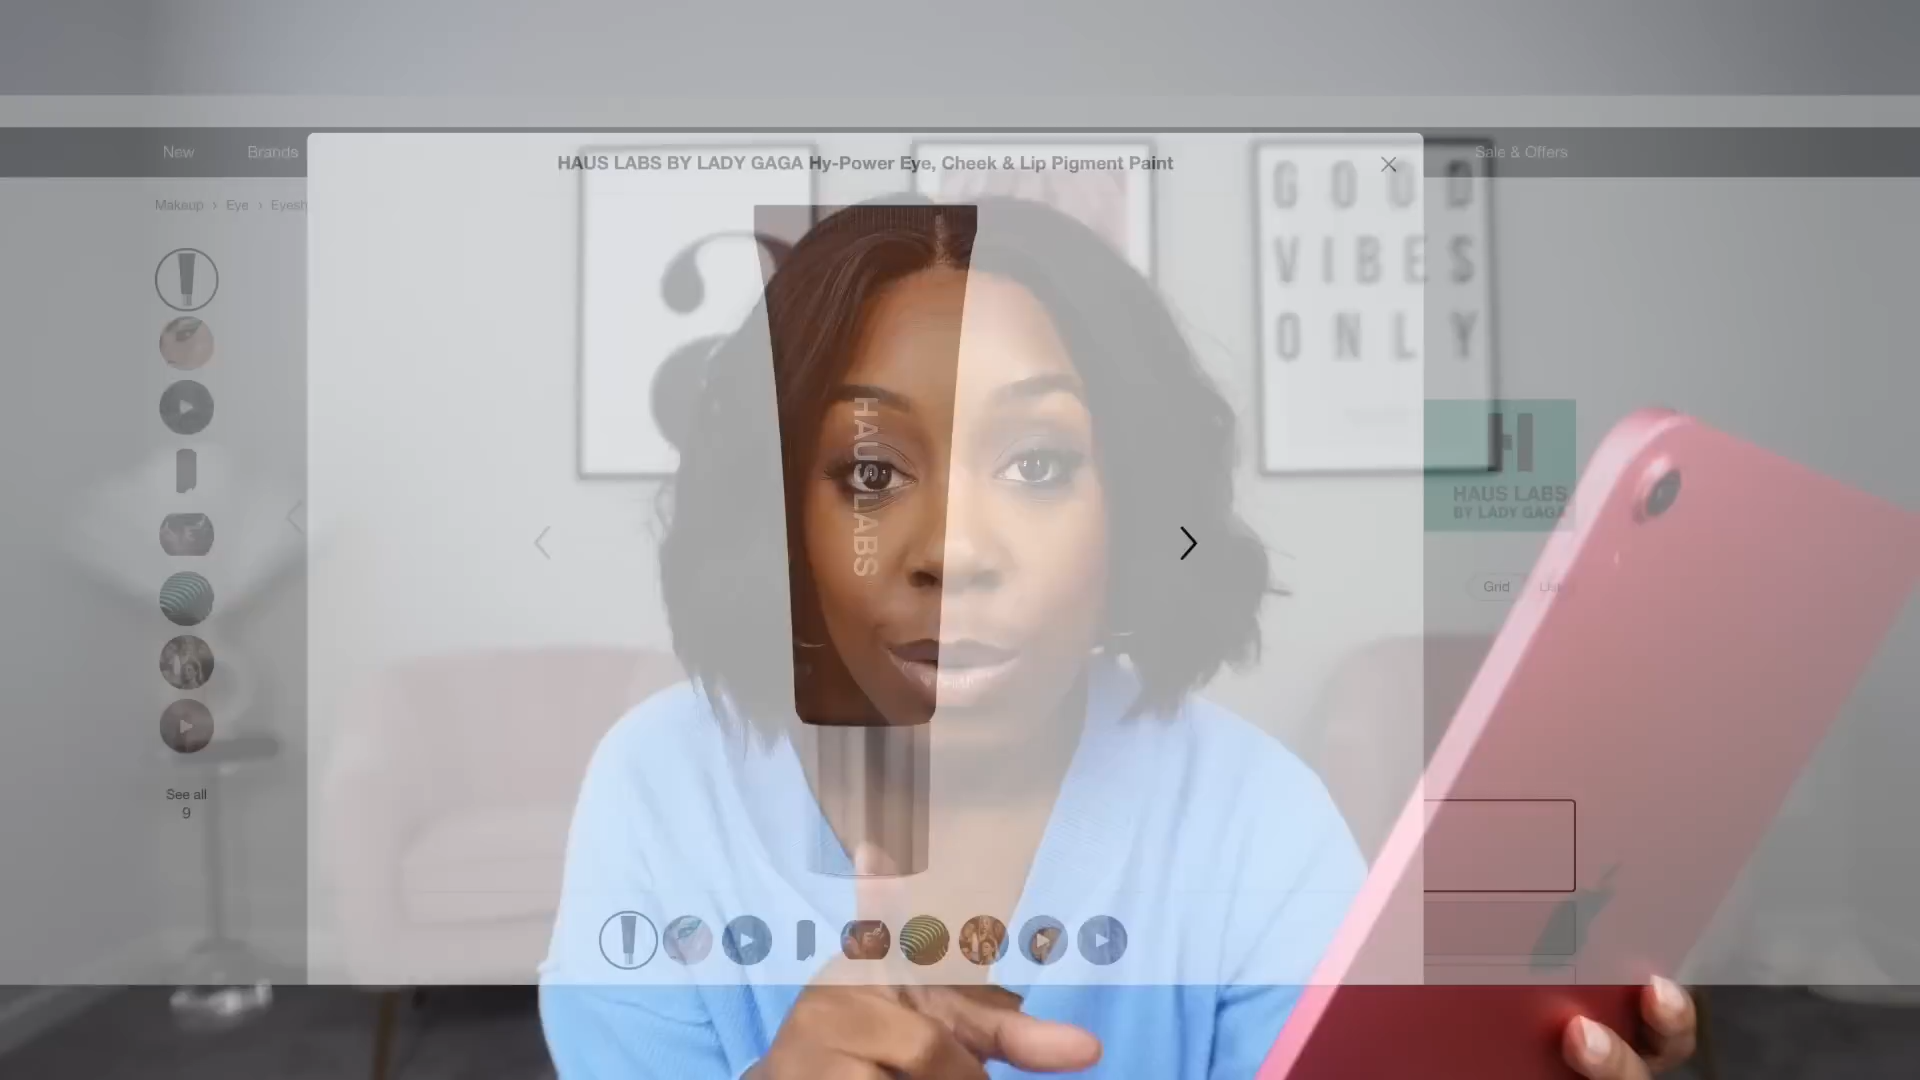 New
Brands
Sale & Offers
HAUS LABS BY LADY GAGA Hy-Power Eye, Cheek & Lip Pigment Paint
Makeup › Eye ›
GOOD
VIBES
ONLY
HAUS LABS
HAUS LABS
BY LADY GAGA
Grid
See all
9